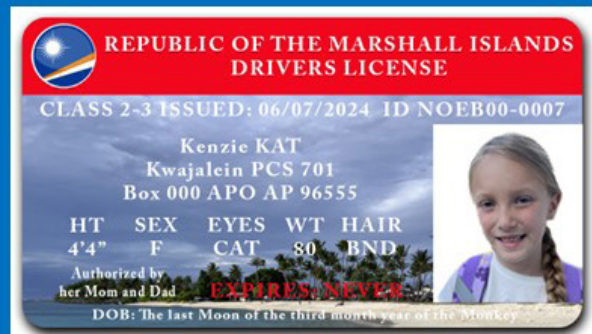 REPUBLIC OF THE MARSHALL ISLANDS
DRIVERS LICENSE
CLASS 2-3 ISSUED: 06/07/2024 ID NOEB00-0007
Kenzie KAT
Kwajalein PCS 701
Box 000 APO AP 96555
HT SEX EYES WT HAIR
4'4” F CAT 80 BND
Authorized by
her Mom and Dad EXPIRES: NEVER
DOB: The last Moon of the third month year of the Monkey